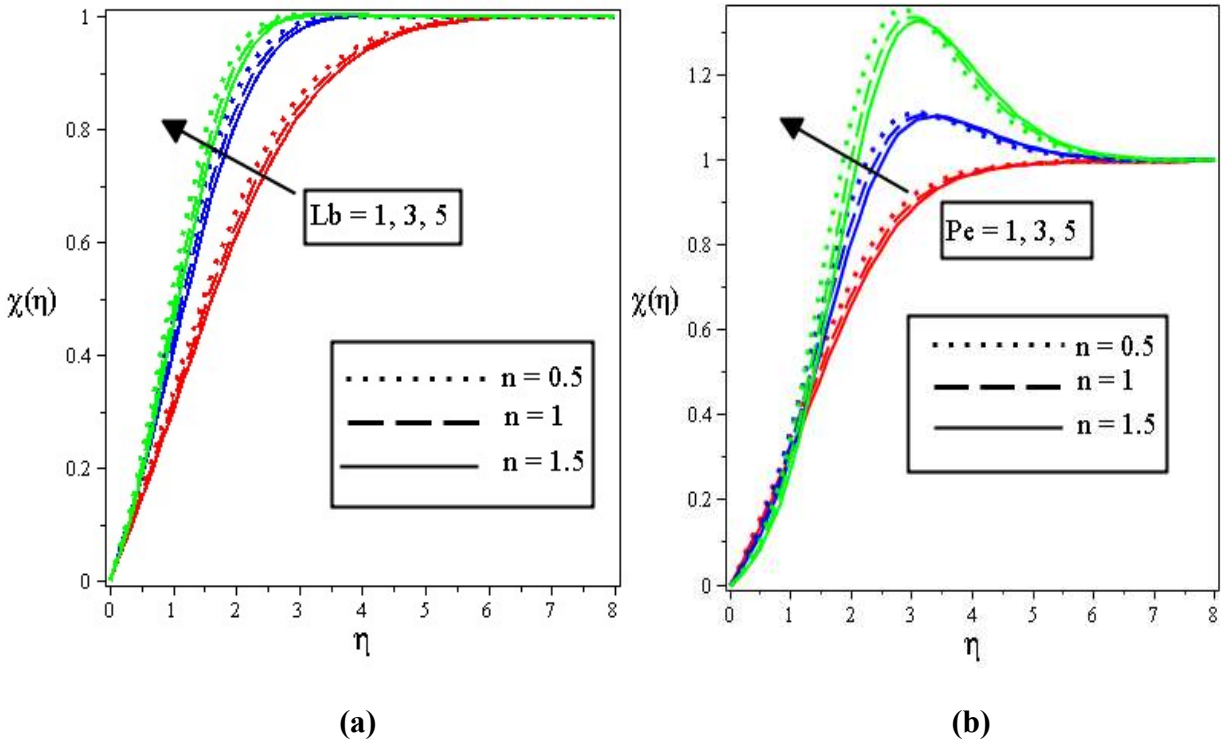 1
0.8
0.6
0.4
0.2
0
χ(η)
0 1 2 3 4 5 6 7 8
η
Lb = 1, 3, 5
n = 0.5
n = 1
n = 1.5
(a)
1.2
1
0.8
0.6
0.4
0.2
0
χ(η)
0 1 2 3 4 5 6 7 8
η
Pe = 1, 3, 5
n = 0.5
n = 1
n = 1.5
(b)